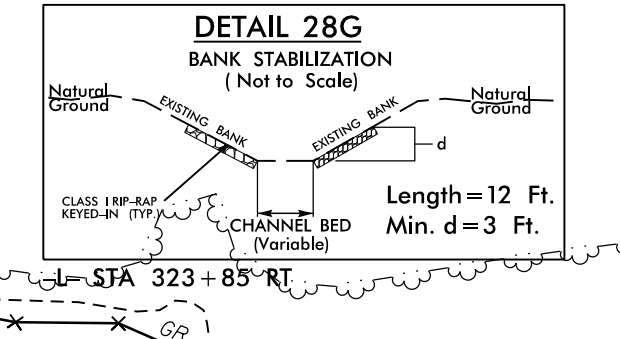 DETAIL 28G
BANK STABILIZATION
( Not to Scale)
Natural
Ground
EXISTING BANK
EXISTING BANK
Natural
Ground
d
CLASS I RIP-RAP
KEYED-IN (TYP.)
CHANNEL BED
(Variable)
Length=12 Ft.
Min. d=3 Ft.
-L- STA 323+85 RT
GR